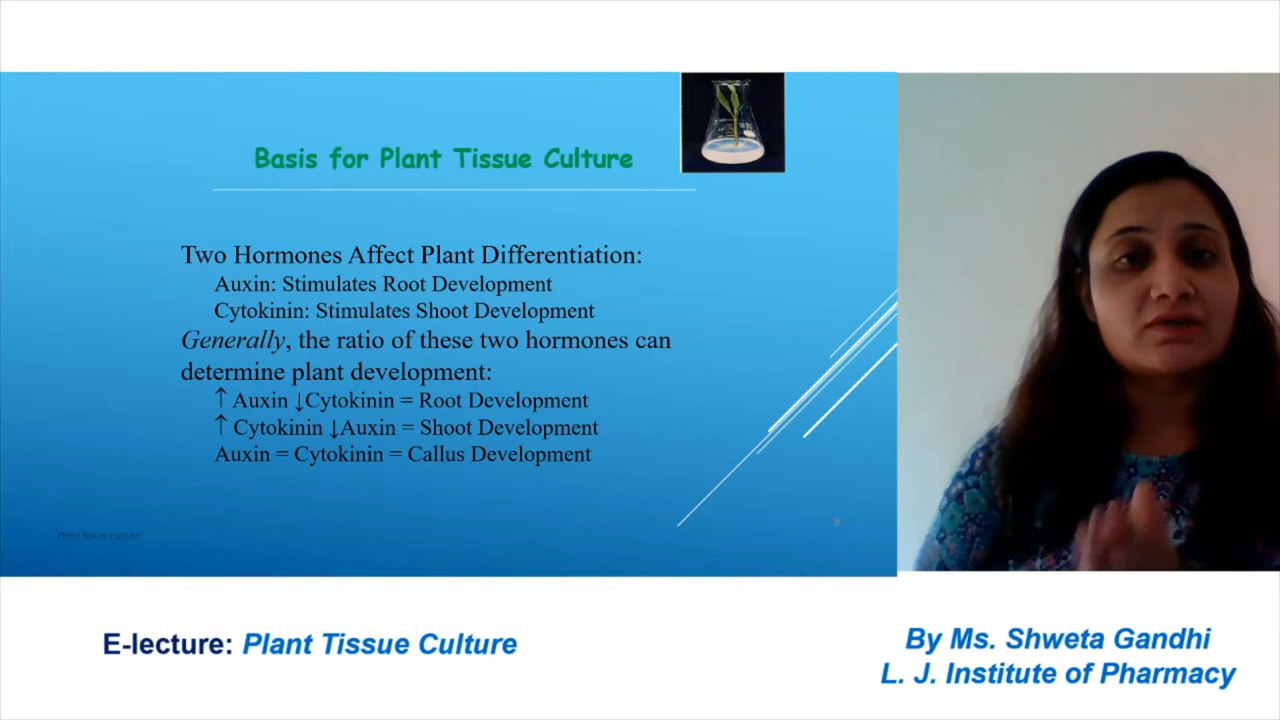 Basis for Plant Tissue Culture
Two Hormones Affect Plant Differentiation:
Auxin: Stimulates Root Development
Cytokinin: Stimulates Shoot Development
Generally, the ratio of these two hormones can
determine plant development:
↑ Auxin ↓Cytokinin = Root Development
↑ Cytokinin ↓Auxin = Shoot Development
Auxin = Cytokinin = Callus Development
Plant tissue culture
8
E-lecture: Plant Tissue Culture
By Ms. Shweta Gandhi
L. J. Institute of Pharmacy